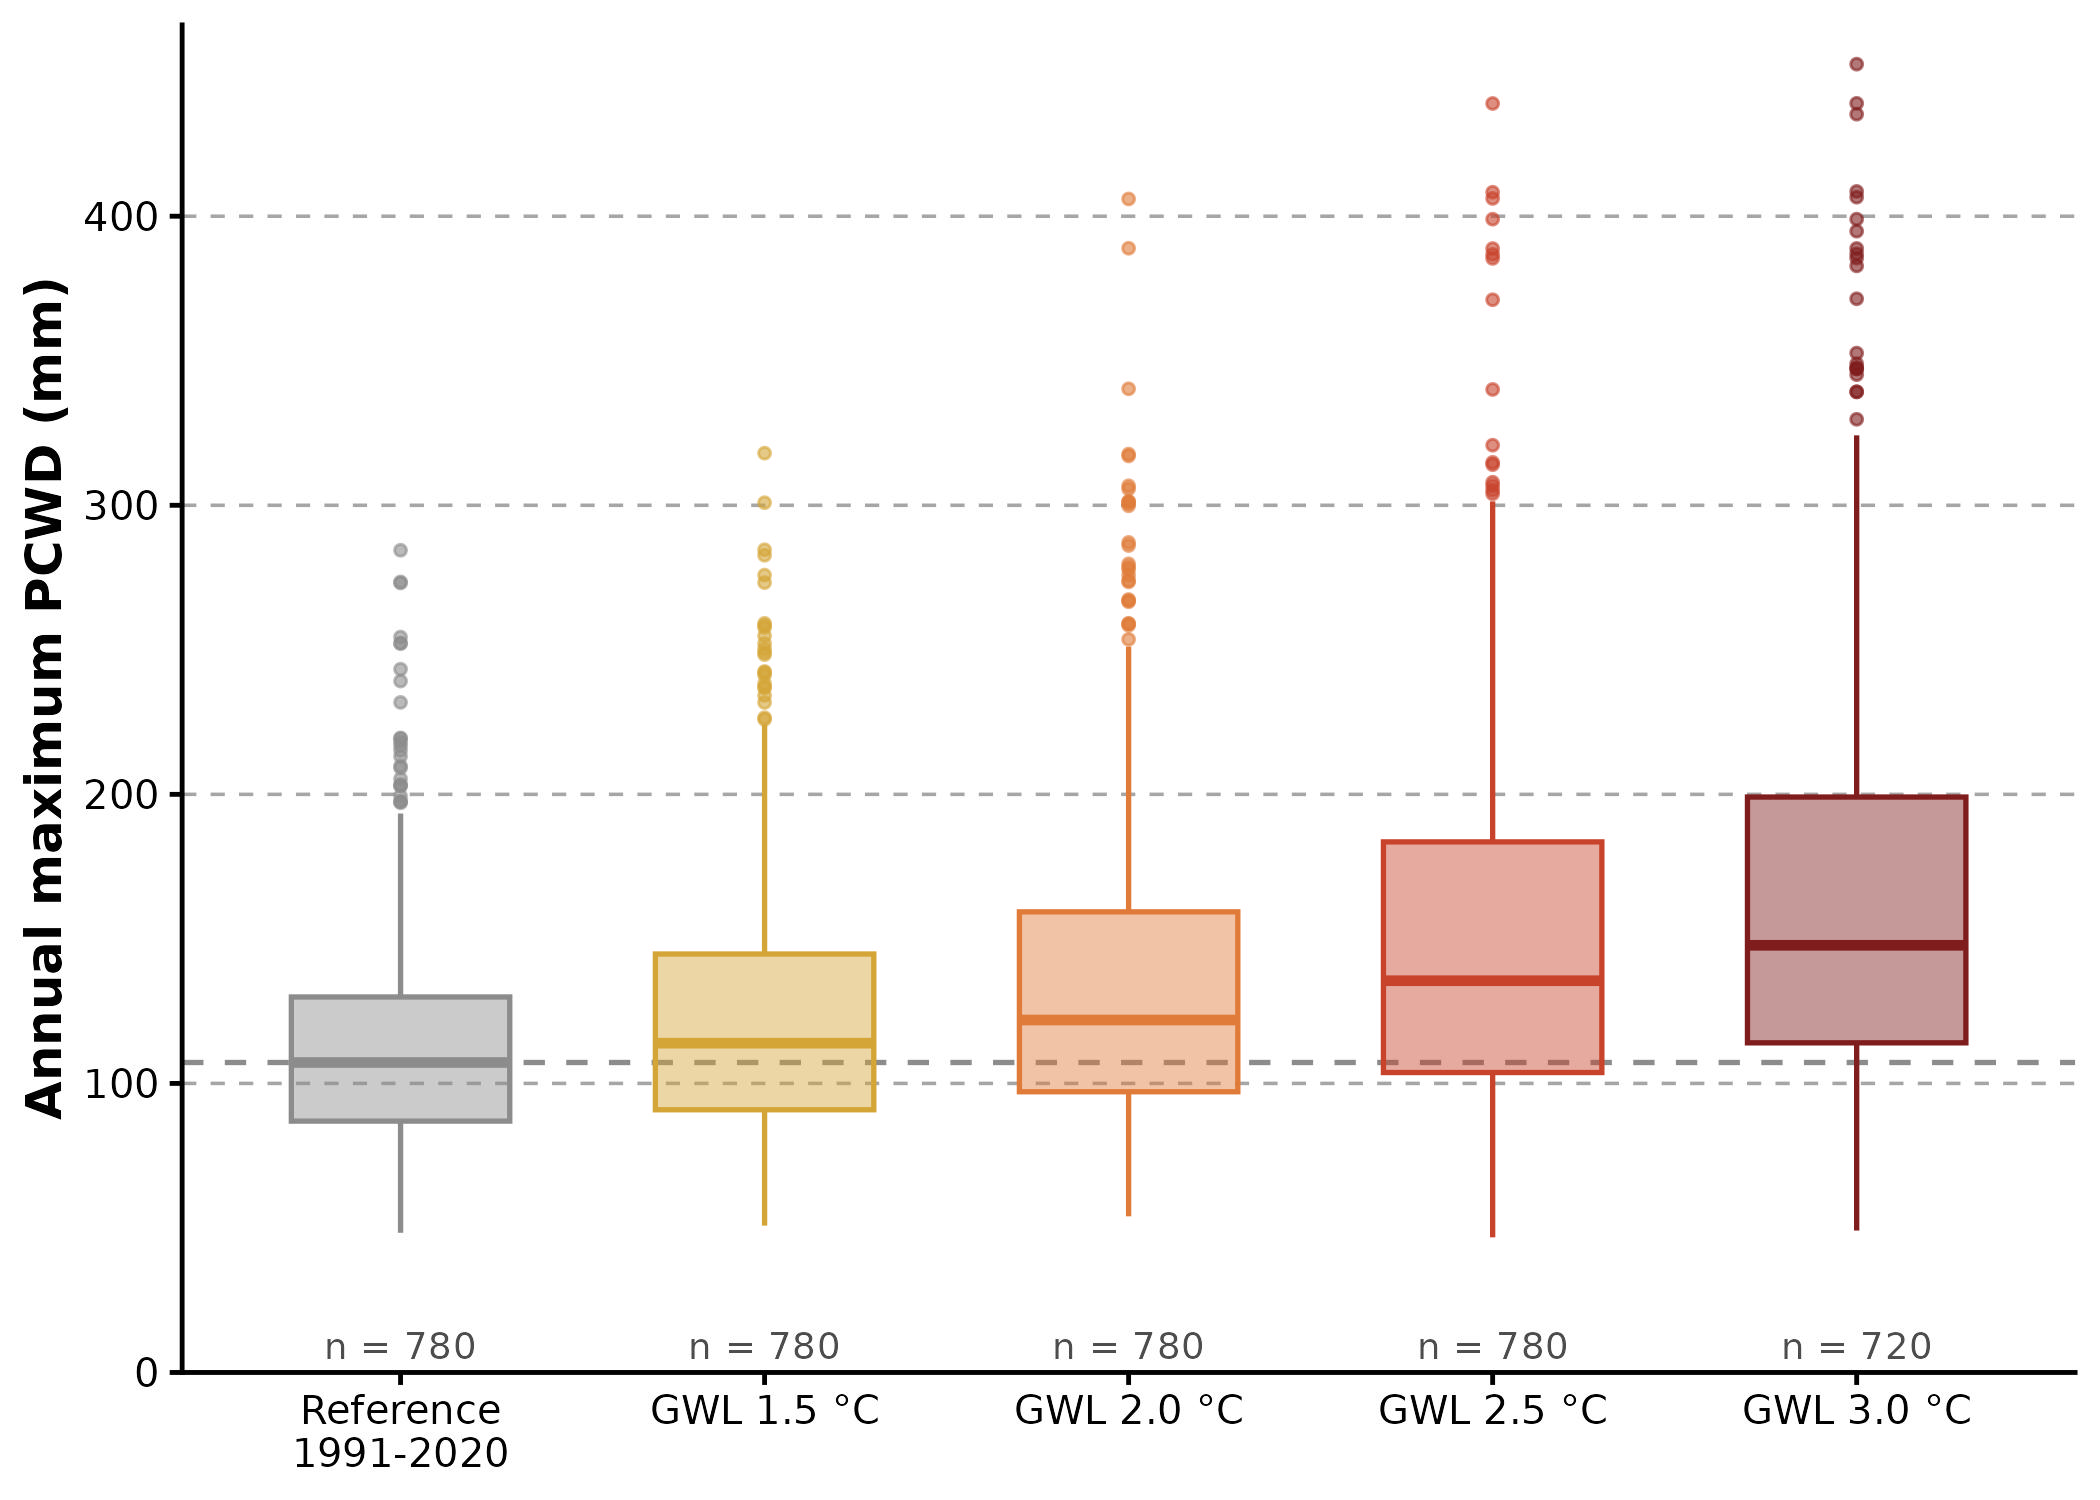 Annual maximum PCWD (mm)
400
300
200
100
0
n = 780
n = 780
n = 780
n = 780
n = 720
Reference
1991-2020
GWL 1.5 °C
GWL 2.0 °C
GWL 2.5 °C
GWL 3.0 °C